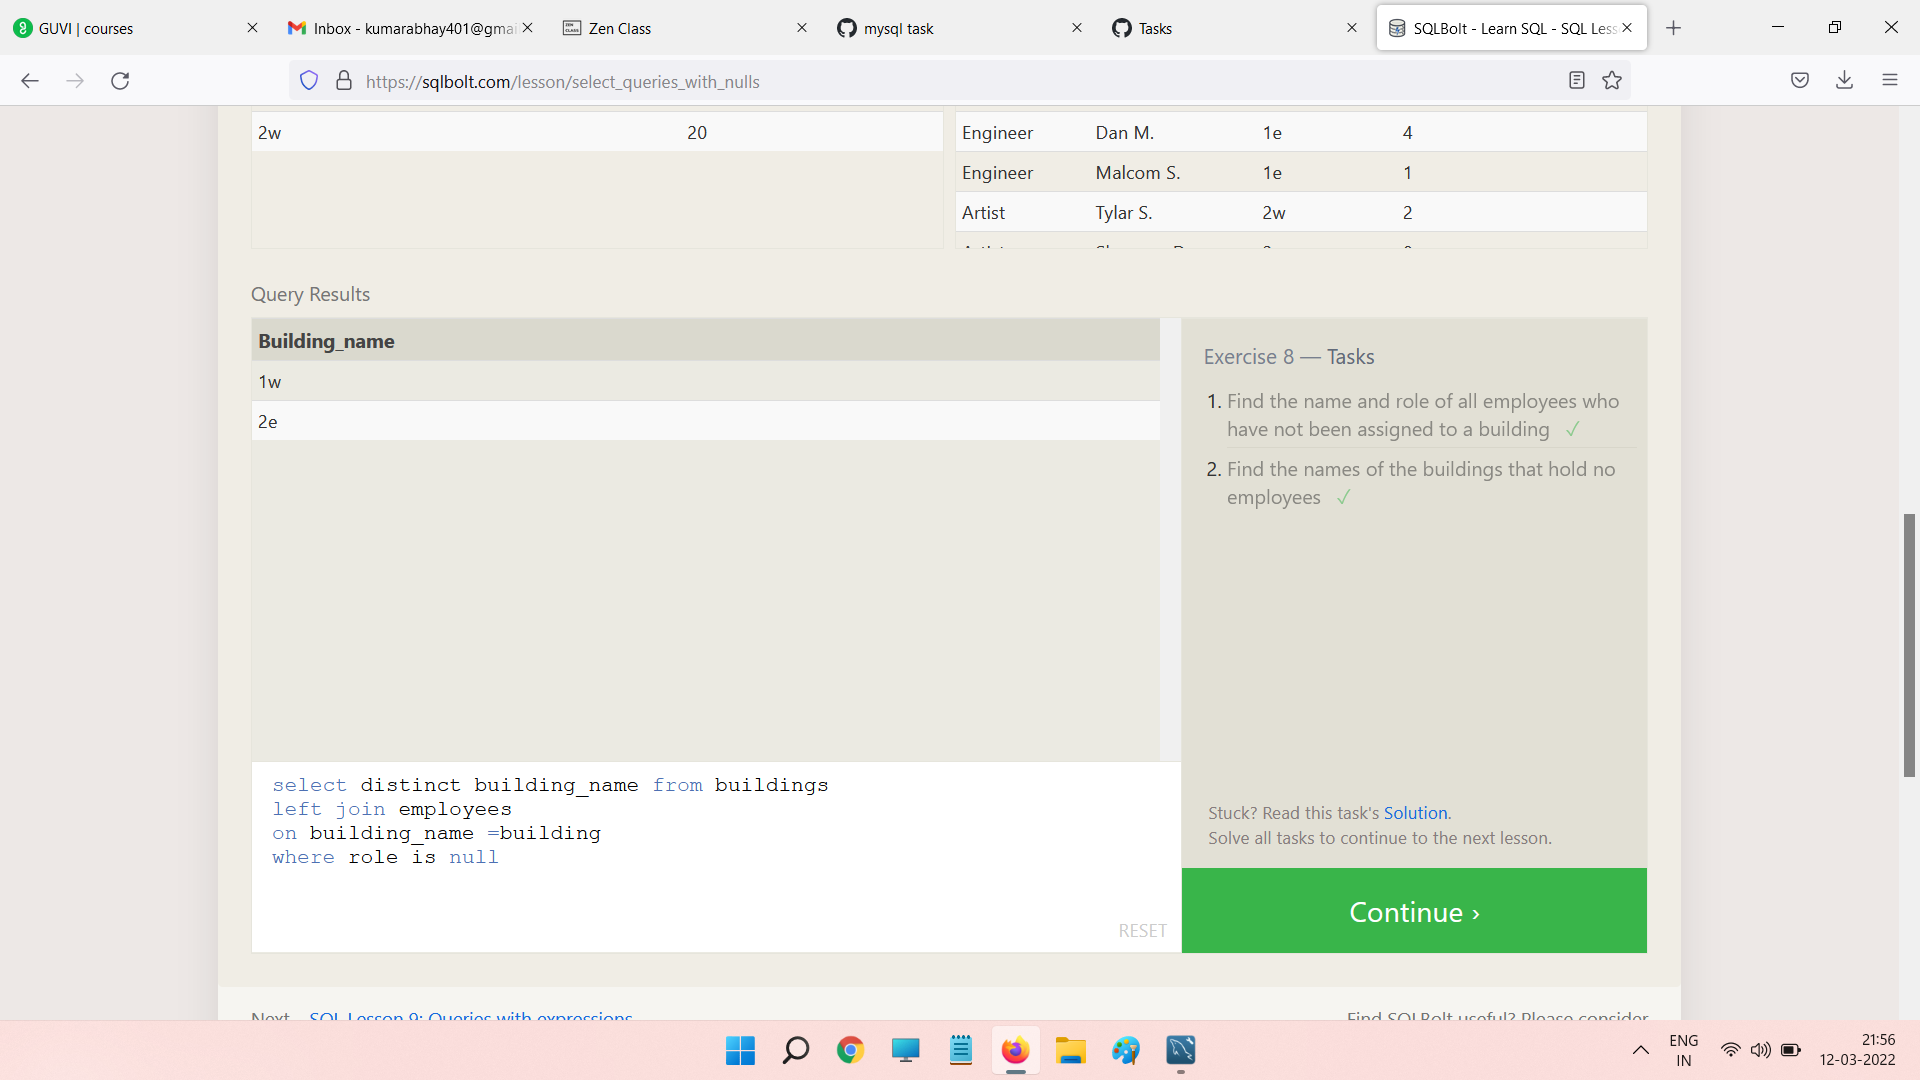 GUVI | courses
Inbox - kumarabhay401@gmai
Zen Class
mysql task
Tasks
SQLBolt - Learn SQL - SQL Less
https://sqlbolt.com/lesson/select_queries_with_nulls
2w 20
Engineer Dan M. 1e 4
Engineer Malcom S. 1e 1
Artist Tylar S. 2w 2
Query Results
Building_name
1w
2e
Exercise 8 — Tasks
1. Find the name and role of all employees who
have not been assigned to a building ✓
2. Find the names of the buildings that hold no
employees ✓
select distinct building_name from buildings
left join employees
on building_name =building
where role is null
RESET
Stuck? Read this task's Solution.
Solve all tasks to continue to the next lesson.
Continue ›
Next SQL Lesson 9: Queries with expressions
Find SQLBolt useful? Please consider
ENG
IN
21:56
12-03-2022